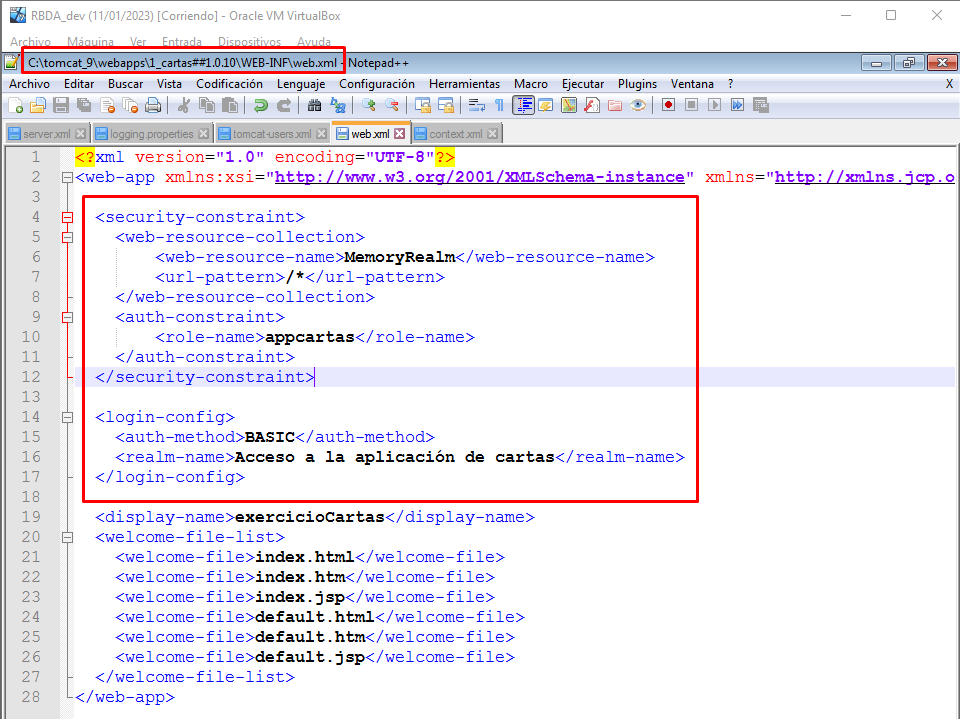 RBDA_dev (11/01/2023) [Corriendo] - Oracle VM VirtualBox
Archivo Máquina Ver Entrada Dispositivos Ayuda
C:\tomcat_9\webapps\1_cartas##1.0.10\WEB-INF\web.xml - Notepad++
Archivo Editar Buscar Vista Codificación Lenguaje Configuración Herramientas Macro Ejecutar Plugins Ventana ? X
server.xml logging.properties tomcat-users.xml web.xml context.xml
1 <?xml version="1.0" encoding="UTF-8"?>
2 <web-app xmlns:xsi="http://www.w3.org/2001/XMLSchema-instance" xmlns="http://xmlns.jcp.o
3
4 <security-constraint>
5 <web-resource-collection>
6 <web-resource-name>MemoryRealm</web-resource-name>
7 <url-pattern>/*</url-pattern>
8 </web-resource-collection>
9 <auth-constraint>
10 <role-name>appcartas</role-name>
11 </auth-constraint>
12 </security-constraint>
13
14 <login-config>
15 <auth-method>BASIC</auth-method>
16 <realm-name>Acceso a la aplicación de cartas</realm-name>
17 </login-config>
18
19 <display-name>exercicioCartas</display-name>
20 <welcome-file-list>
21 <welcome-file>index.html</welcome-file>
22 <welcome-file>index.htm</welcome-file>
23 <welcome-file>index.jsp</welcome-file>
24 <welcome-file>default.html</welcome-file>
25 <welcome-file>default.htm</welcome-file>
26 <welcome-file>default.jsp</welcome-file>
27 </welcome-file-list>
28 </web-app>